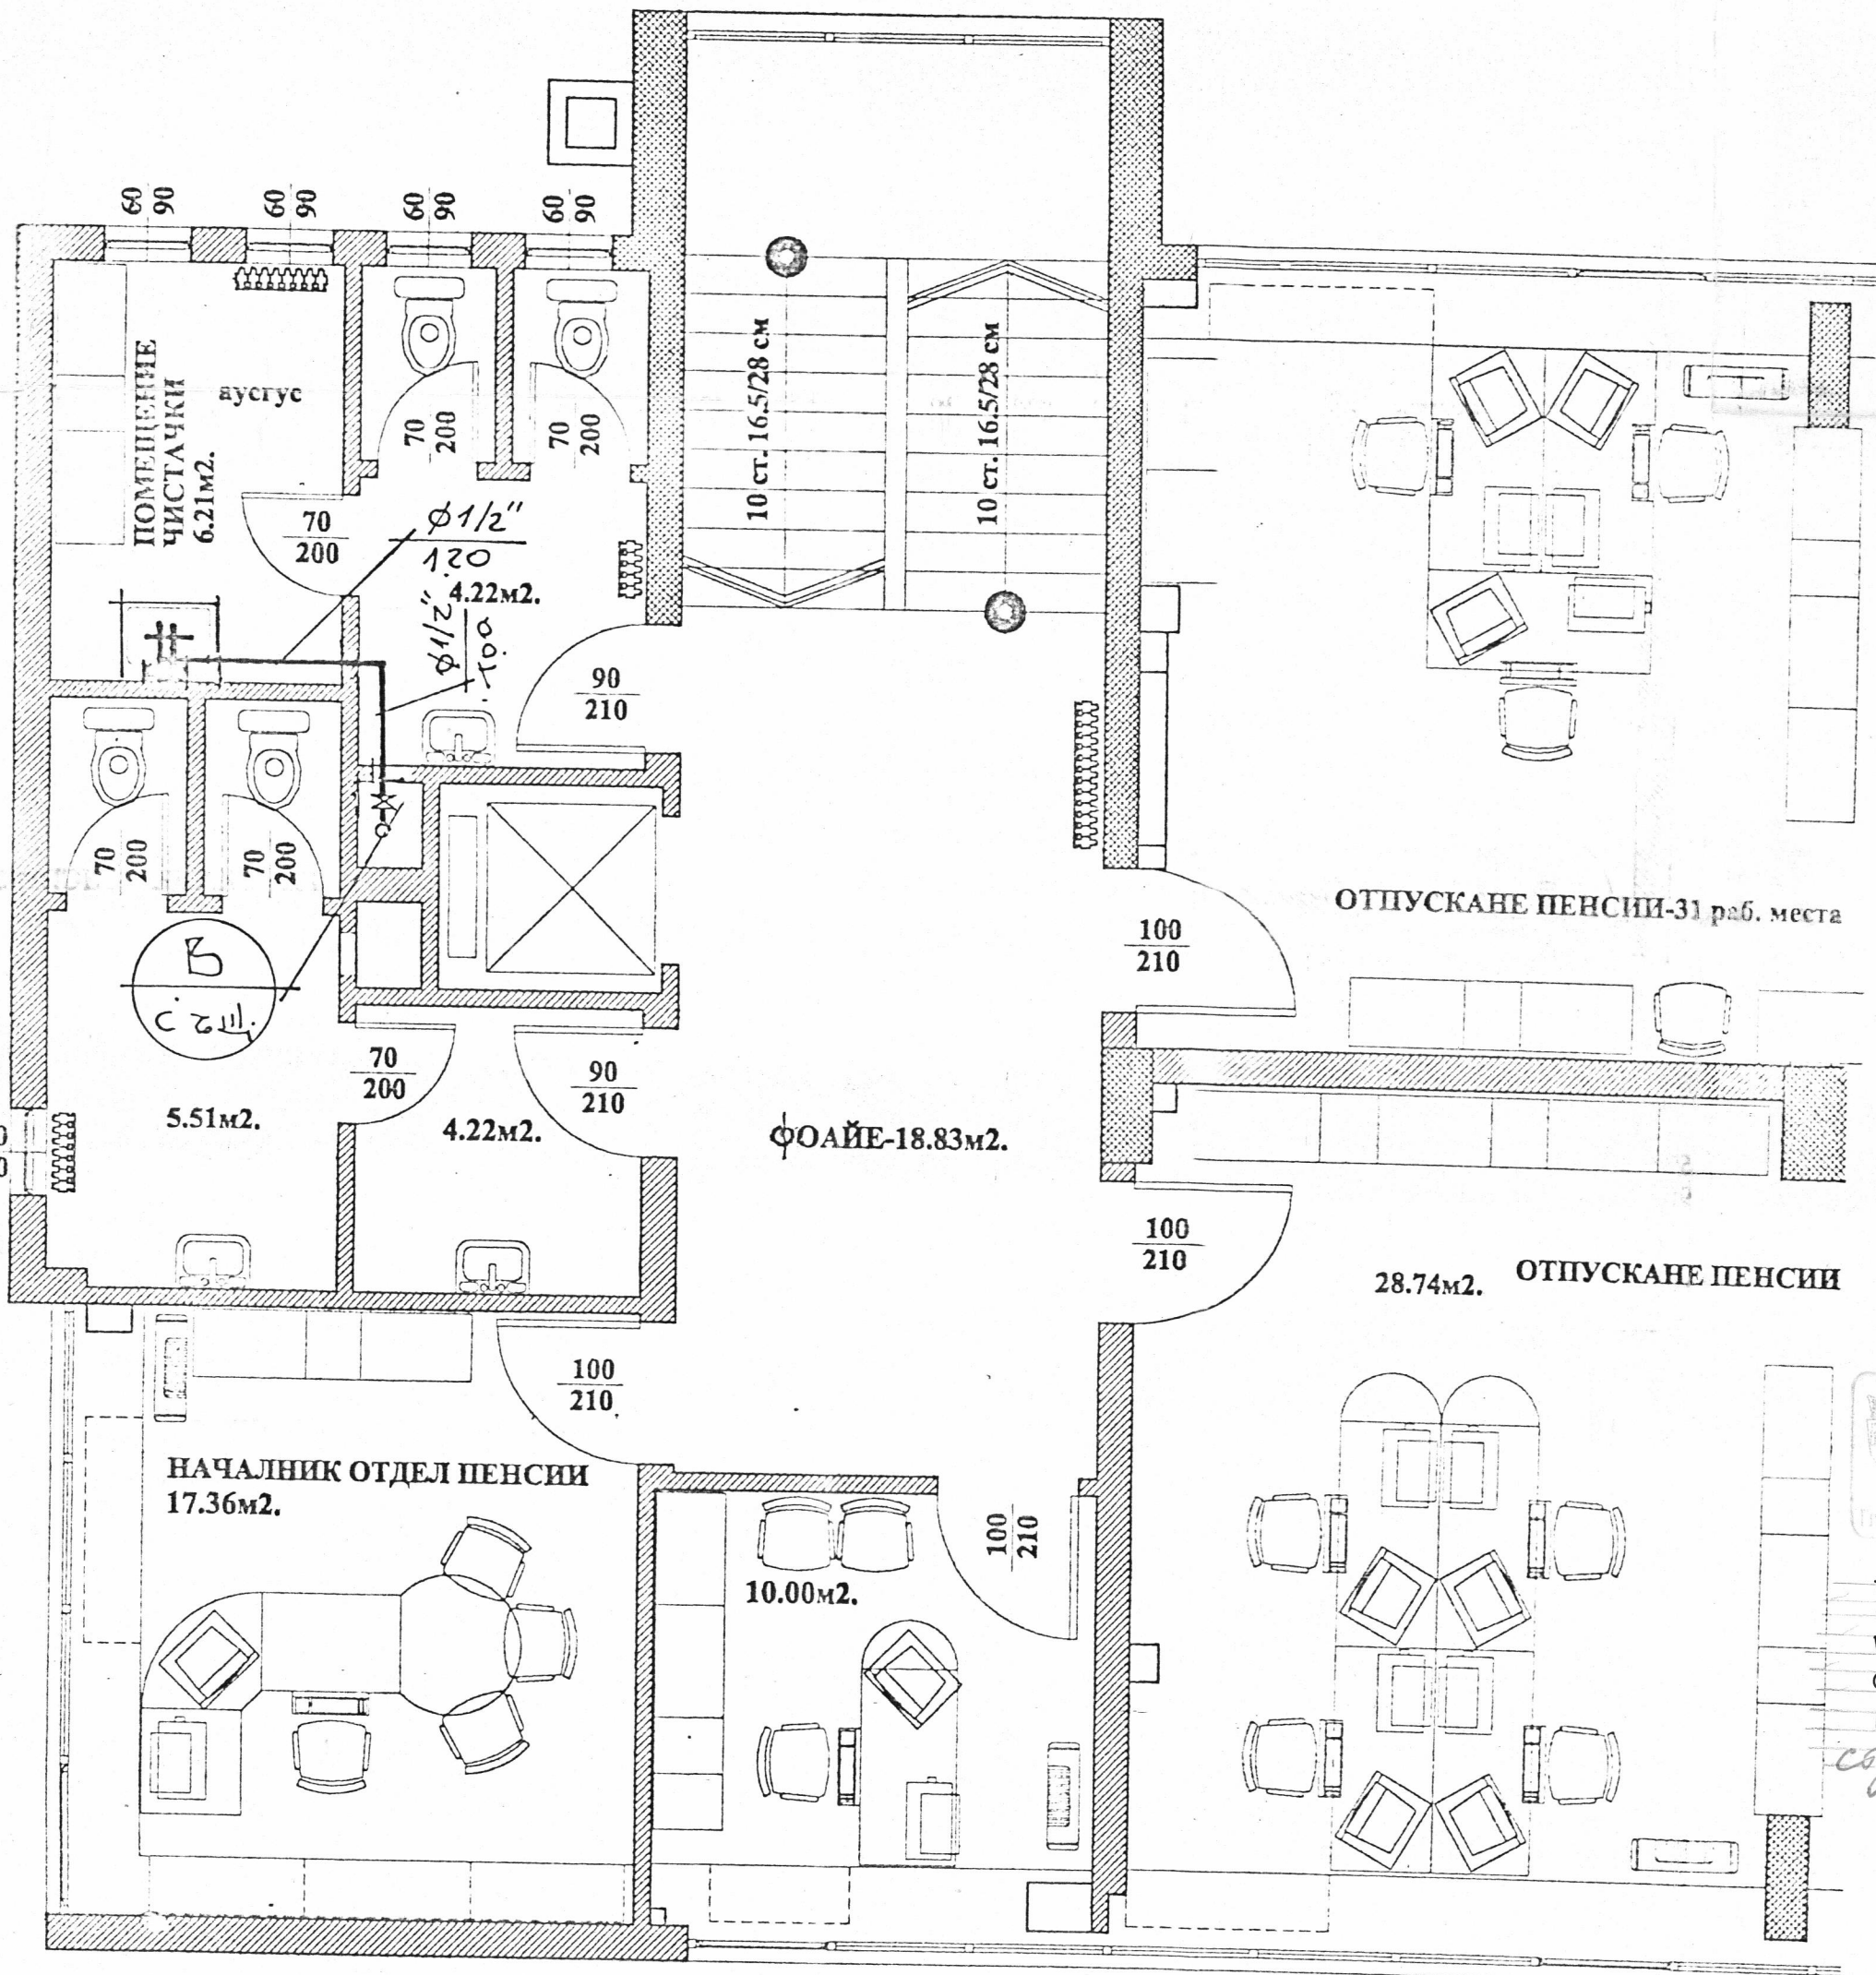 60
90
60
90
60
90
60
90
ПОМЕЩЕНИЕ
ЧИСТАЧКИ
6.21м2.
аусгус
70
200
70
200
70
200
ϕ1/2"
120
4.22м2.
ϕ1/2"
10 ст. 16.5/28 см
10 ст. 16.5/28 см
90
210
70
200
70
200
В
ОТПУСКАНЕ ПЕНСИИ-31 раб. места
100
210
70
200
90
210
5.51м2.
4.22м2.
ФОАЙЕ-18.83м2.
100
210
28.74м2.
ОТПУСКАНЕ ПЕНСИИ
100
210
НАЧАЛНИК ОТДЕЛ ПЕНСИИ
17.36м2.
100
210
10.00м2.